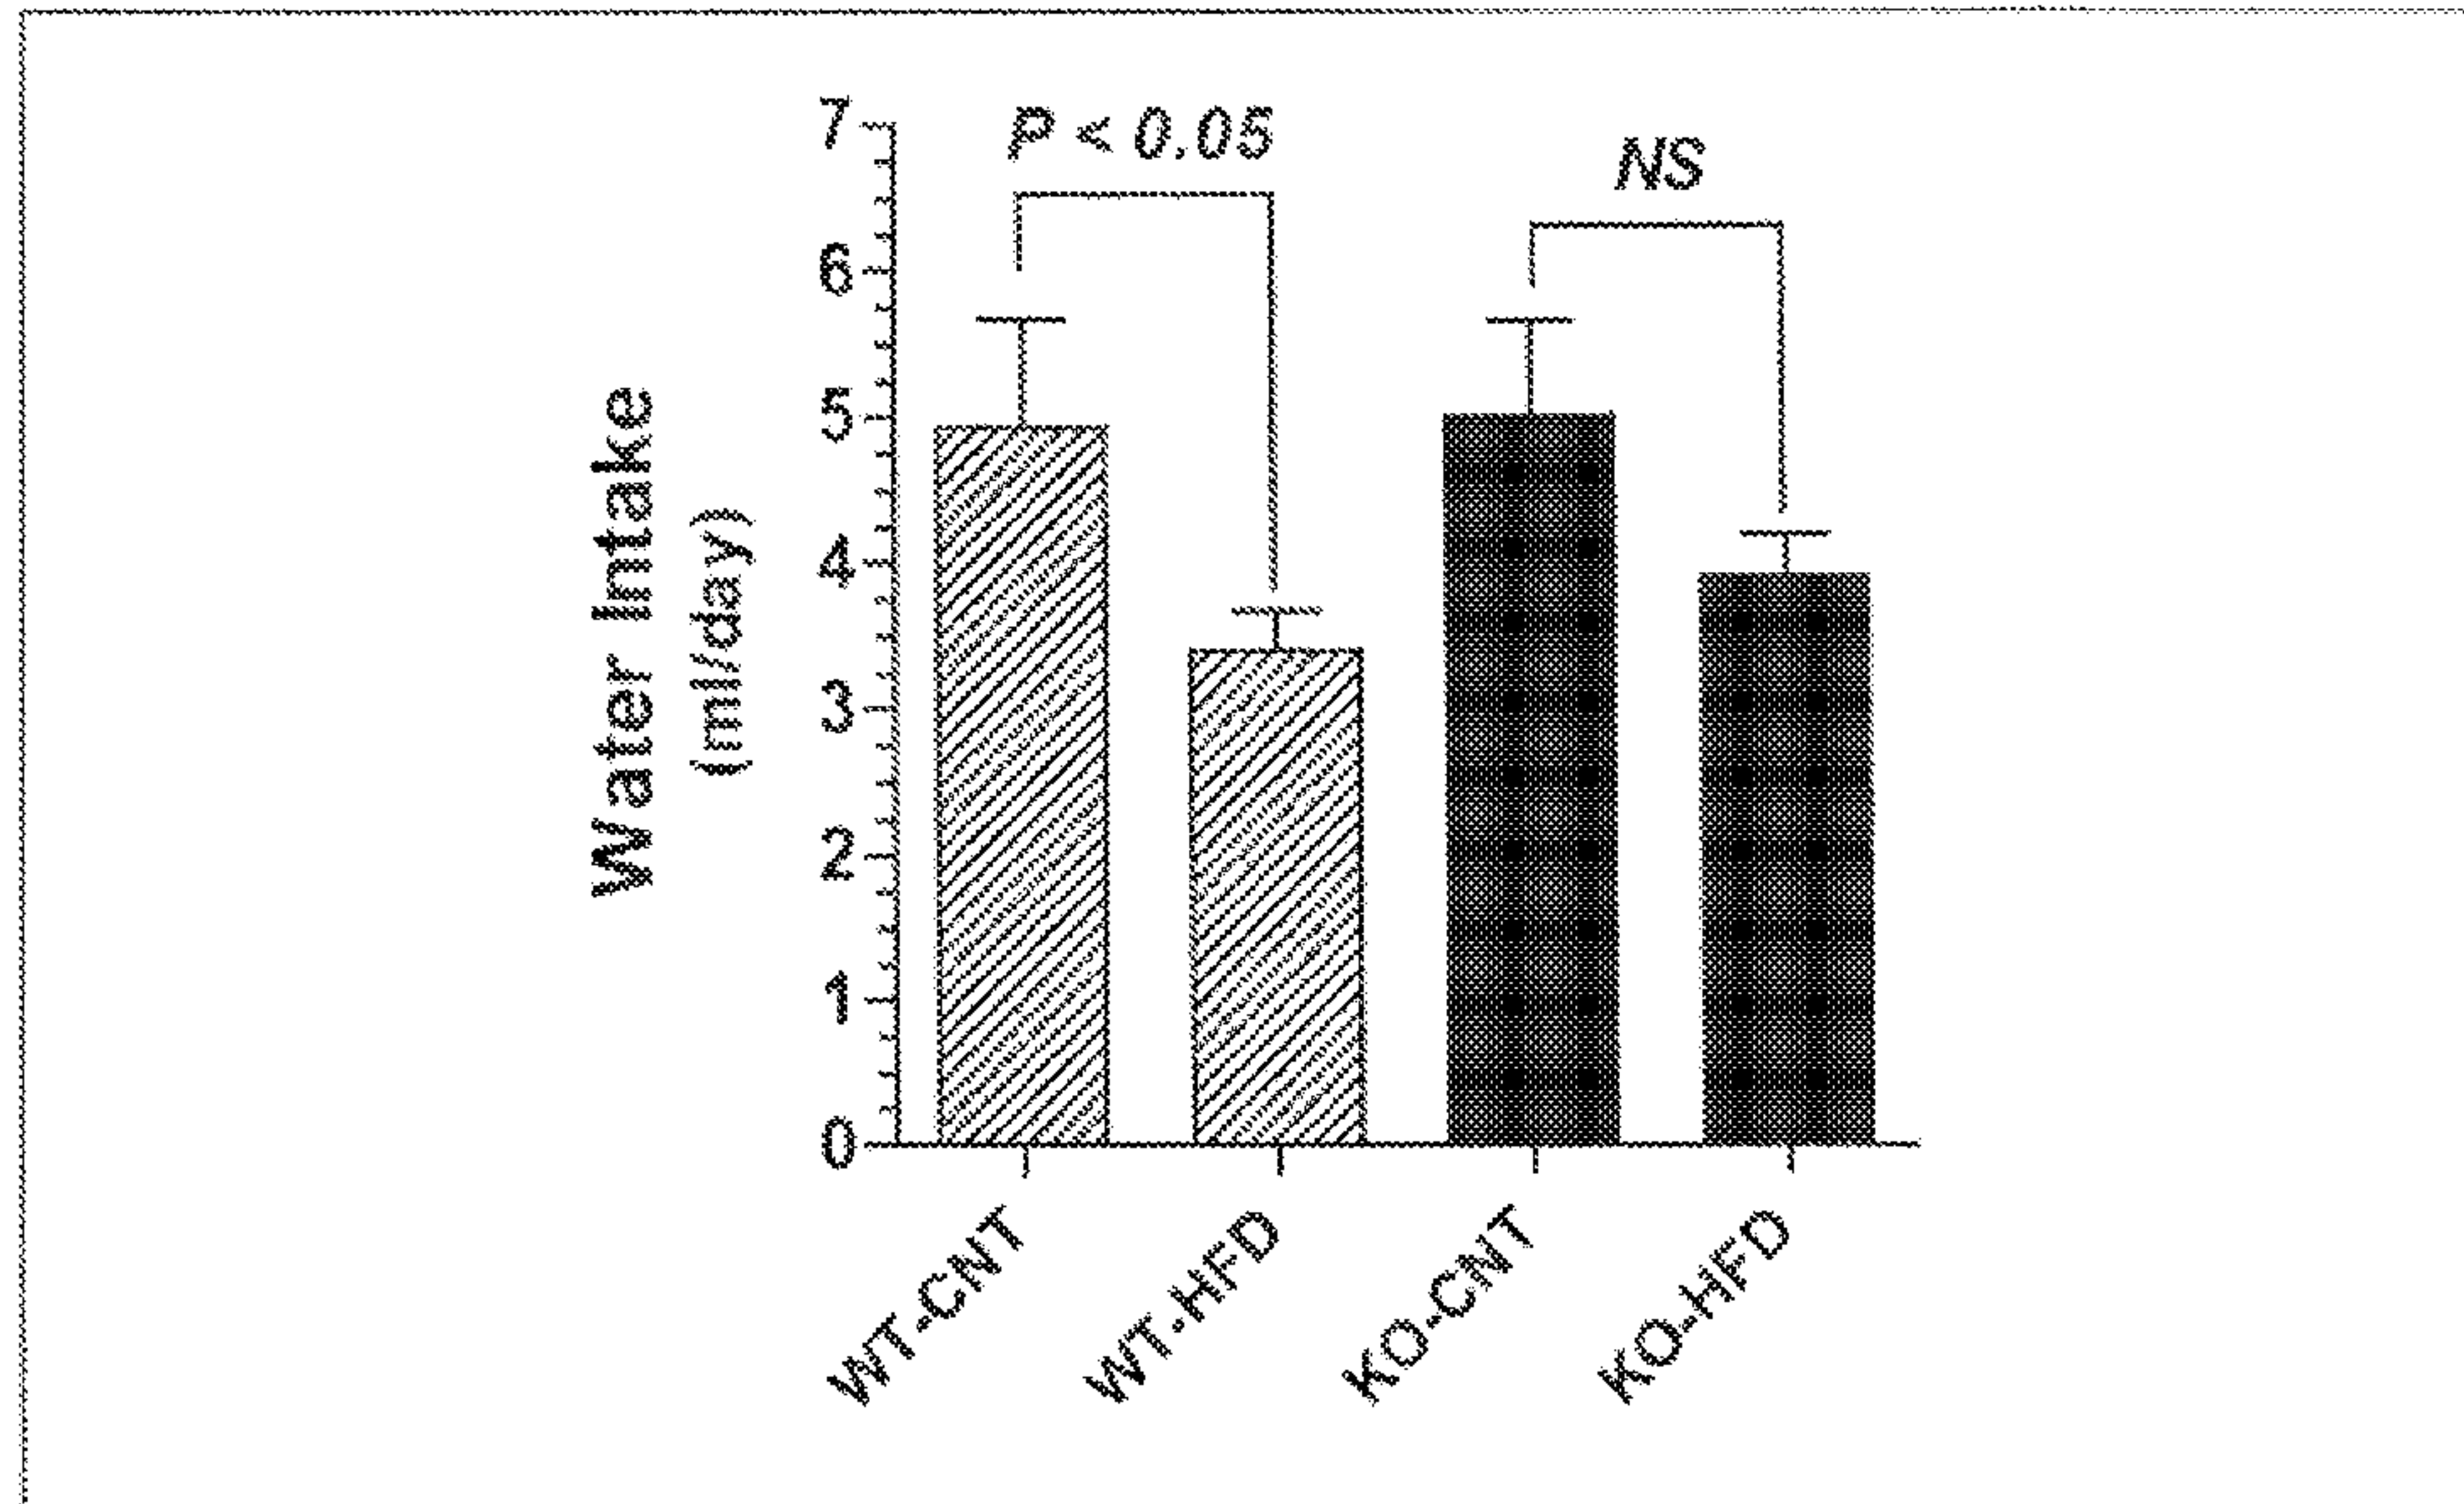 P < 0.05
NS
7
6
5
4
3
2
1
0
Water Intake
(ml/day)
WT-CNT
WT-HFD
KO-CNT
KO-HFD